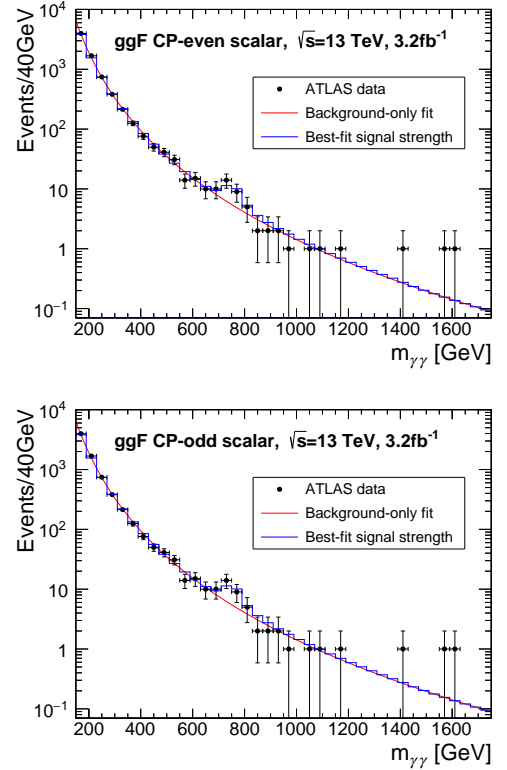 ggF CP-even scalar, √s=13 TeV, 3.2fb⁻¹
ATLAS data
Background-only fit
Best-fit signal strength
Events/40GeV
10⁴
10³
10²
10
1
10⁻¹
200 400 600 800 1000 1200 1400 1600
mγγ [GeV]
ggF CP-odd scalar, √s=13 TeV, 3.2fb⁻¹
ATLAS data
Background-only fit
Best-fit signal strength
Events/40GeV
10⁴
10³
10²
10
1
10⁻¹
200 400 600 800 1000 1200 1400 1600
mγγ [GeV]